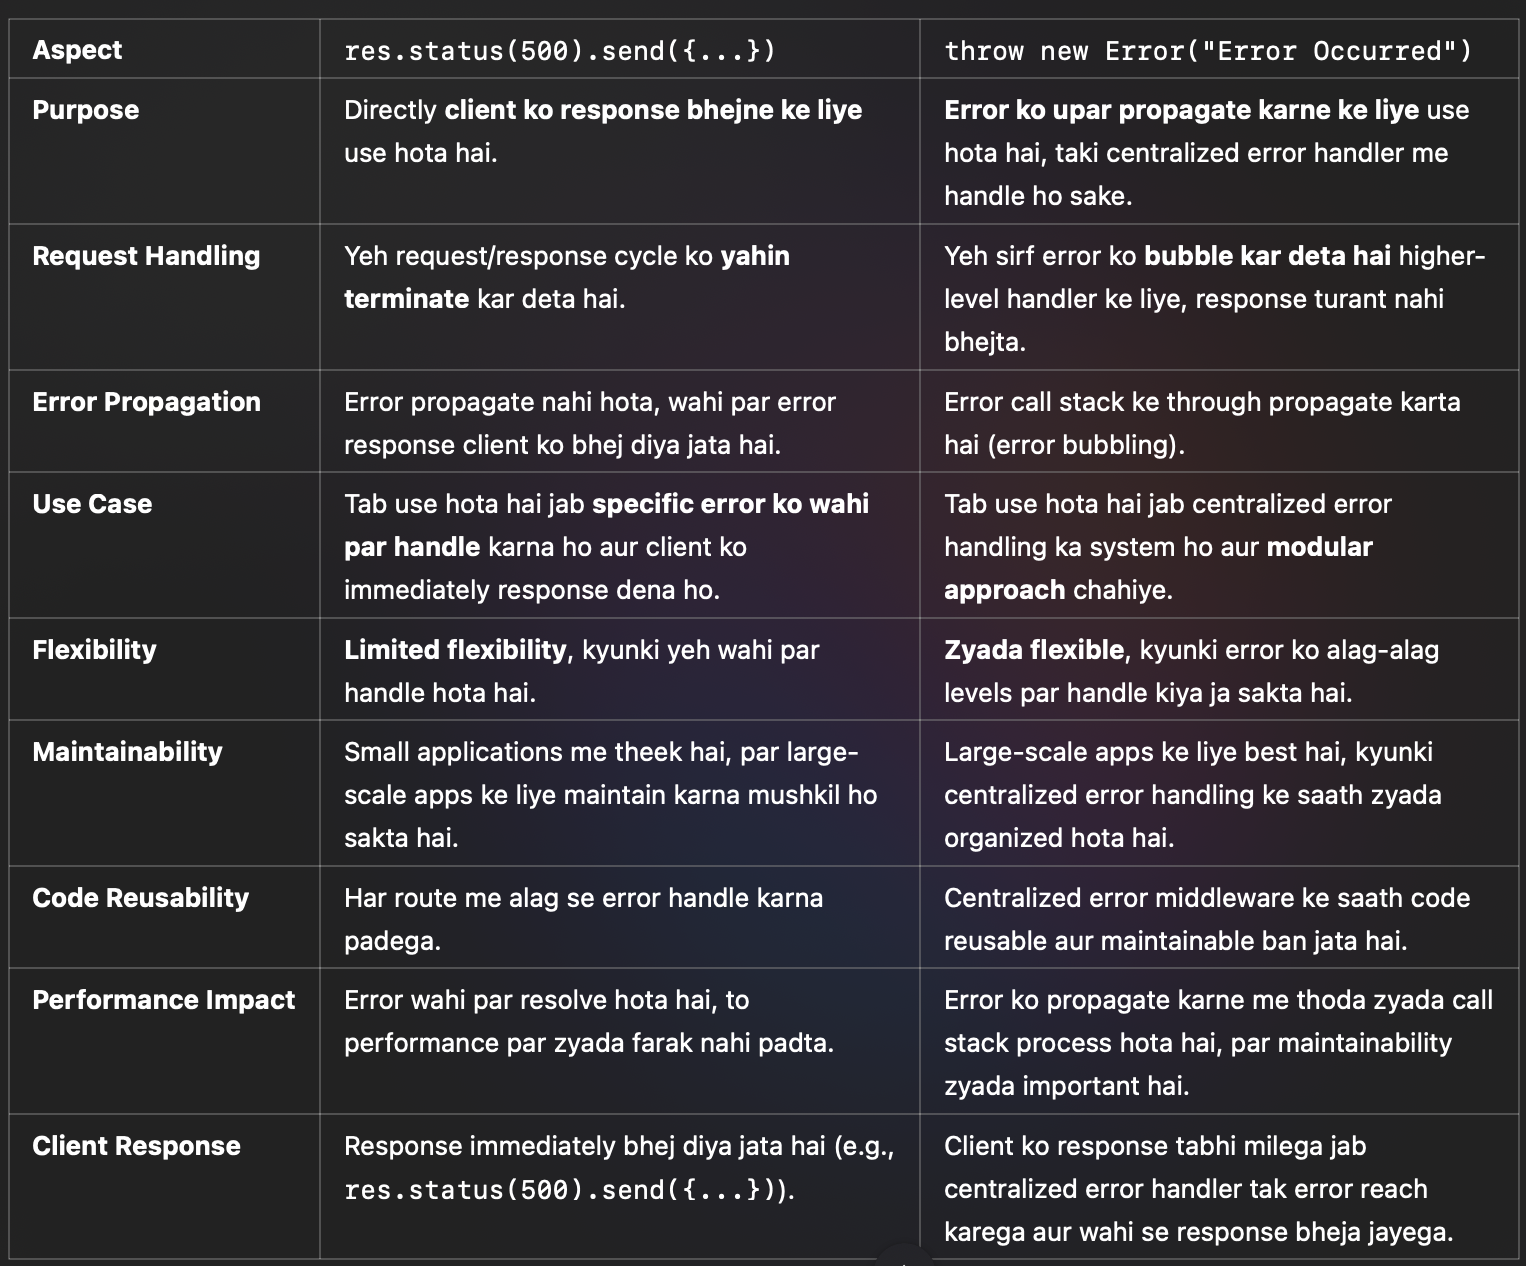 Aspect
res.status(500).send({...})
throw new Error("Error Occurred")
Purpose
Directly client ko response bhejne ke liye
use hota hai.
Error ko upar propagate karne ke liye use
hota hai, taki centralized error handler me
handle ho sake.
Request Handling
Yeh request/response cycle ko yahin
terminate kar deta hai.
Yeh sirf error ko bubble kar deta hai higher-
level handler ke liye, response turant nahi
bhejta.
Error Propagation
Error propagate nahi hota, wahi par error
response client ko bhej diya jata hai.
Error call stack ke through propagate karta
hai (error bubbling).
Use Case
Tab use hota hai jab specific error ko wahi
par handle karna ho aur client ko
immediately response dena ho.
Tab use hota hai jab centralized error
handling ka system ho aur modular
approach chahiye.
Flexibility
Limited flexibility, kyunki yeh wahi par
handle hota hai.
Zyada flexible, kyunki error ko alag-alag
levels par handle kiya ja sakta hai.
Maintainability
Small applications me theek hai, par large-
scale apps ke liye maintain karna mushkil ho
sakta hai.
Large-scale apps ke liye best hai, kyunki
centralized error handling ke saath zyada
organized hota hai.
Code Reusability
Har route me alag se error handle karna
padega.
Centralized error middleware ke saath code
reusable aur maintainable ban jata hai.
Performance Impact
Error wahi par resolve hota hai, to
performance par zyada farak nahi padta.
Error ko propagate karne me thoda zyada call
stack process hota hai, par maintainability
zyada important hai.
Client Response
Response immediately bhej diya jata hai (e.g.,
res.status(500).send({...})).
Client ko response tabhi milega jab
centralized error handler tak error reach
karega aur wahi se response bheja jayega.